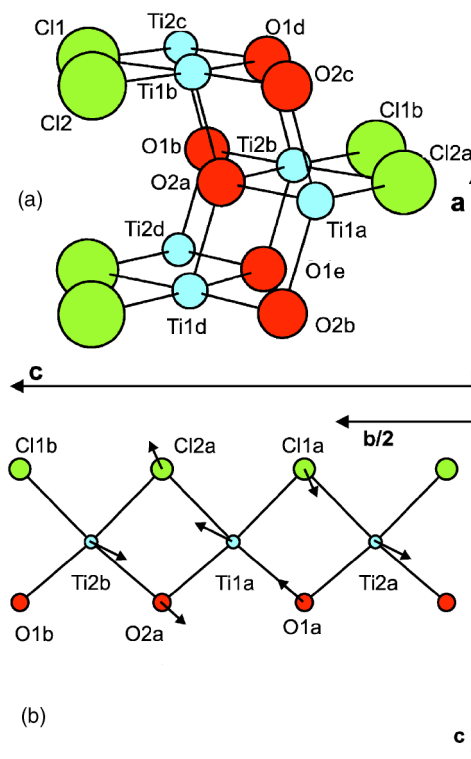 Cl1 Ti2c O1d
Ti1b O2c
Cl2 Cl1b
O1b Ti2b Cl2a
O2a
(a) a
Ti2d Ti1a
O1e
Ti1d O2b
c
b/2
Cl1b Cl2a Cl1a
Ti2b Ti1a Ti2a
O1b O2a O1a
(b)
c